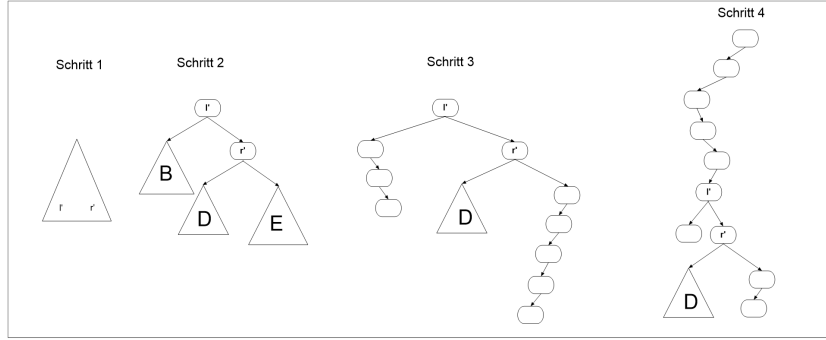 Schritt 1
l'
r'
Schritt 2
l'
r'
B
D
E
Schritt 3
l'
r'
D
Schritt 4
l'
r'
D